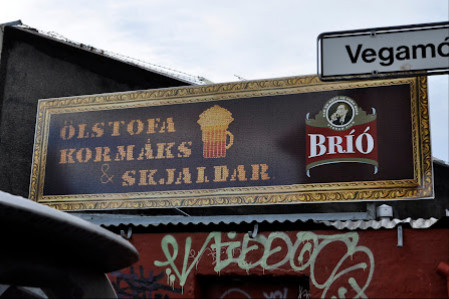 Vegamó
ÖLSTOFA
KORMÁKS
& SKJALDAR
BRÍÓ